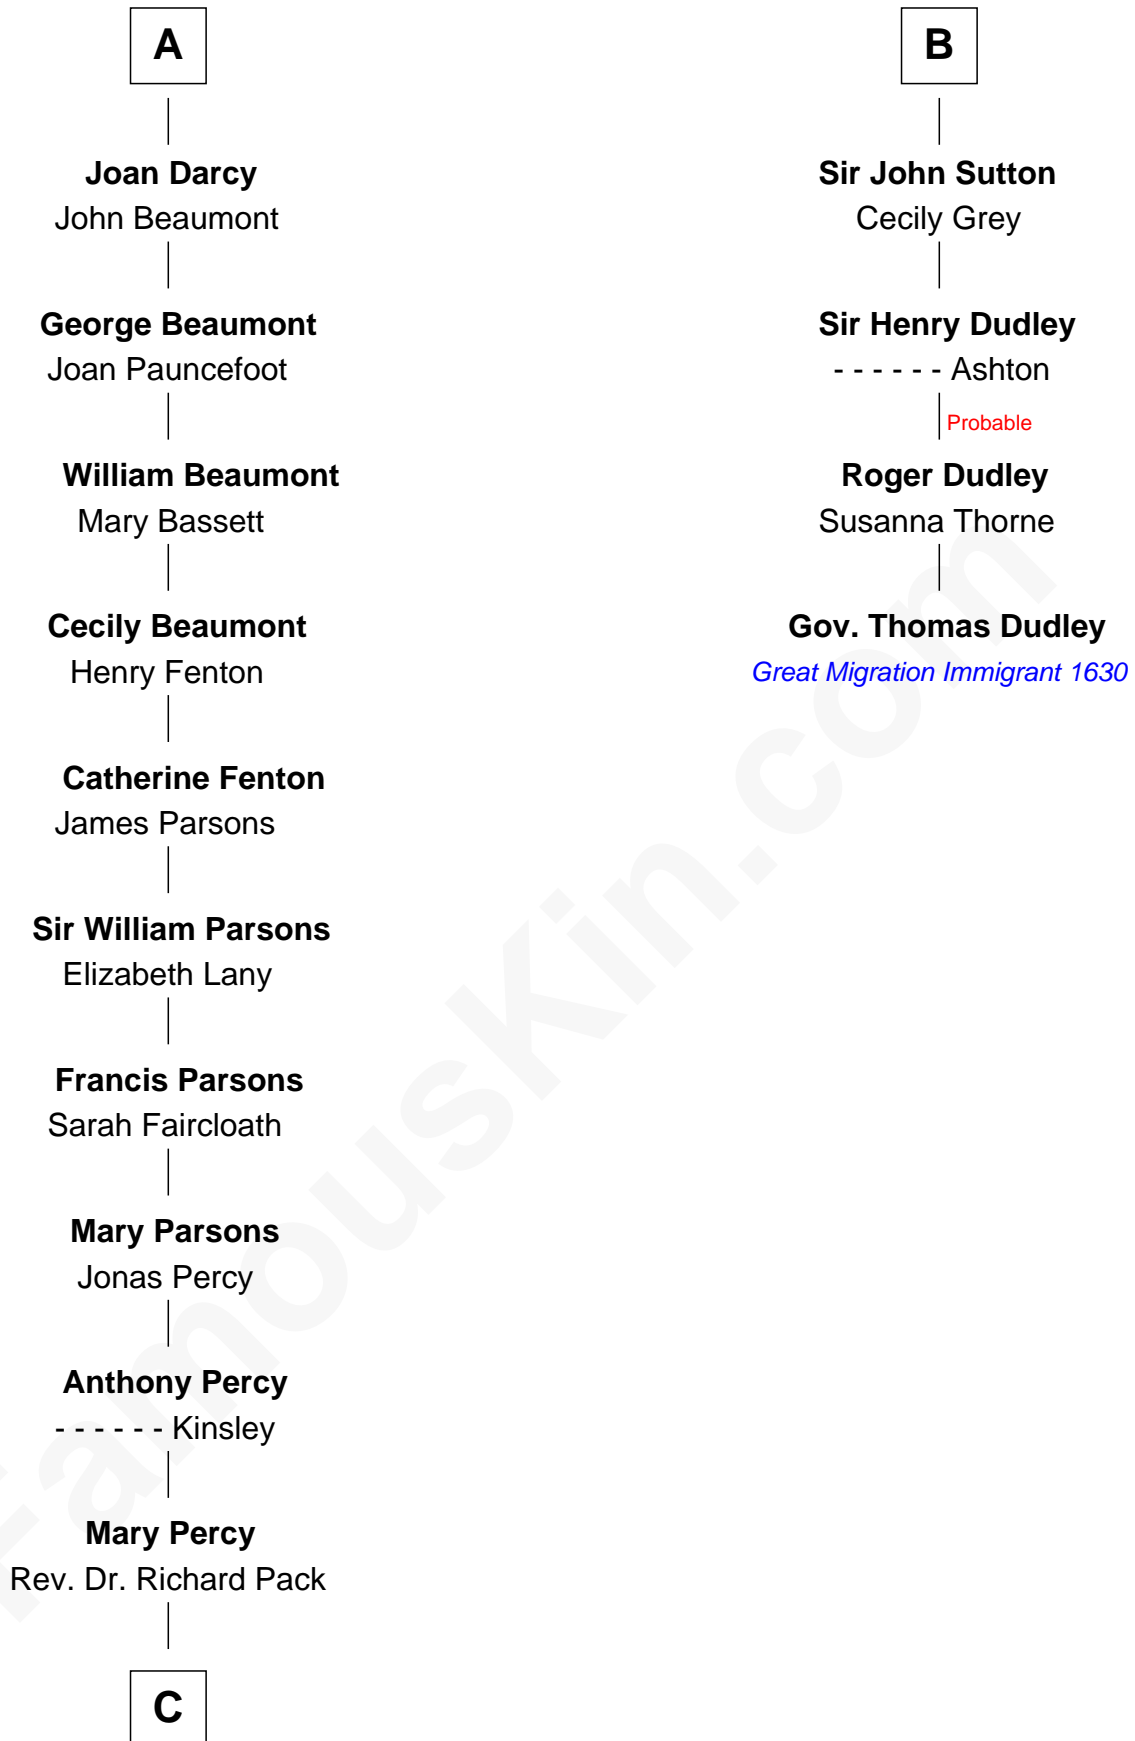 A
Joan Darcy
John Beaumont
George Beaumont
Joan Pauncefoot
William Beaumont
Mary Bassett
Cecily Beaumont
Henry Fenton
Catherine Fenton
James Parsons
Sir William Parsons
Elizabeth Lany
Francis Parsons
Sarah Faircloath
Mary Parsons
Jonas Percy
Anthony Percy
- - - - - - Kinsley
Mary Percy
Rev. Dr. Richard Pack
C
B
Sir John Sutton
Cecily Grey
Sir Henry Dudley
- - - - - - Ashton
Probable
Roger Dudley
Susanna Thorne
Gov. Thomas Dudley
Great Migration Immigrant 1630
FamousKin.com